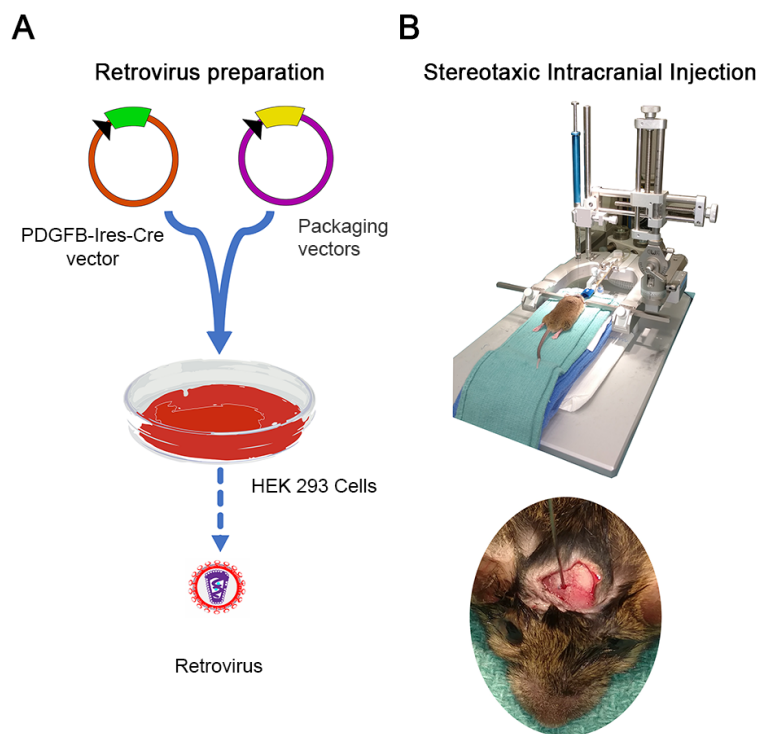 A
Retrovirus preparation
PDGFB-Ires-Cre
vector
Packaging
vectors
HEK 293 Cells
Retrovirus
B
Stereotaxic Intracranial Injection